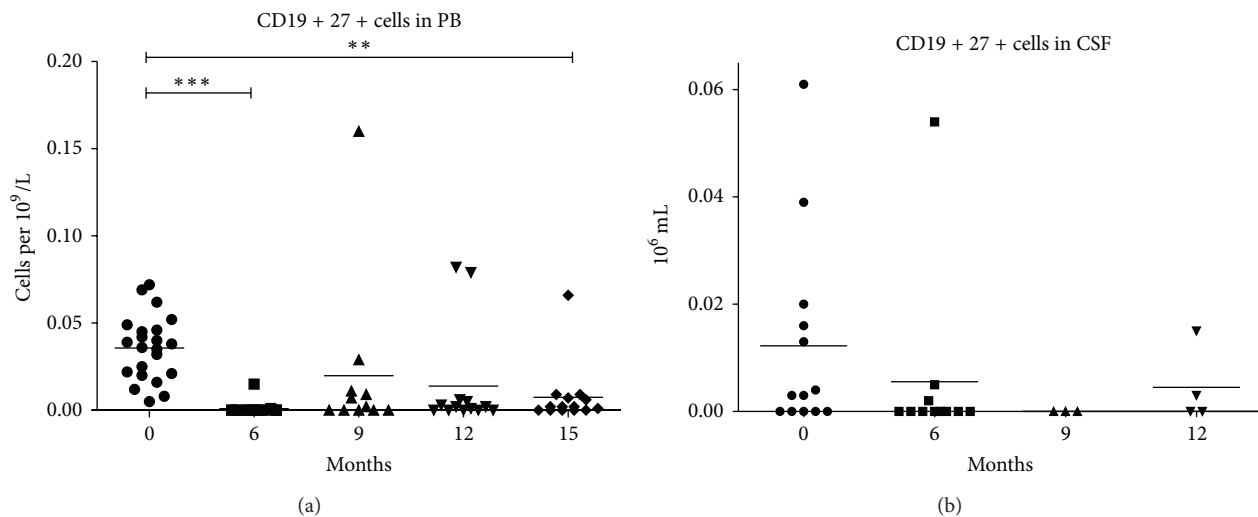 CD19 + 27 + cells in PB
**
***
0.20
0.15
0.10
0.05
0.00
Cells per 10⁹/L
0 6 9 12 15
Months
(a)
CD19 + 27 + cells in CSF
0.06
0.04
0.02
0.00
10⁶ mL
0 6 9 12
Months
(b)